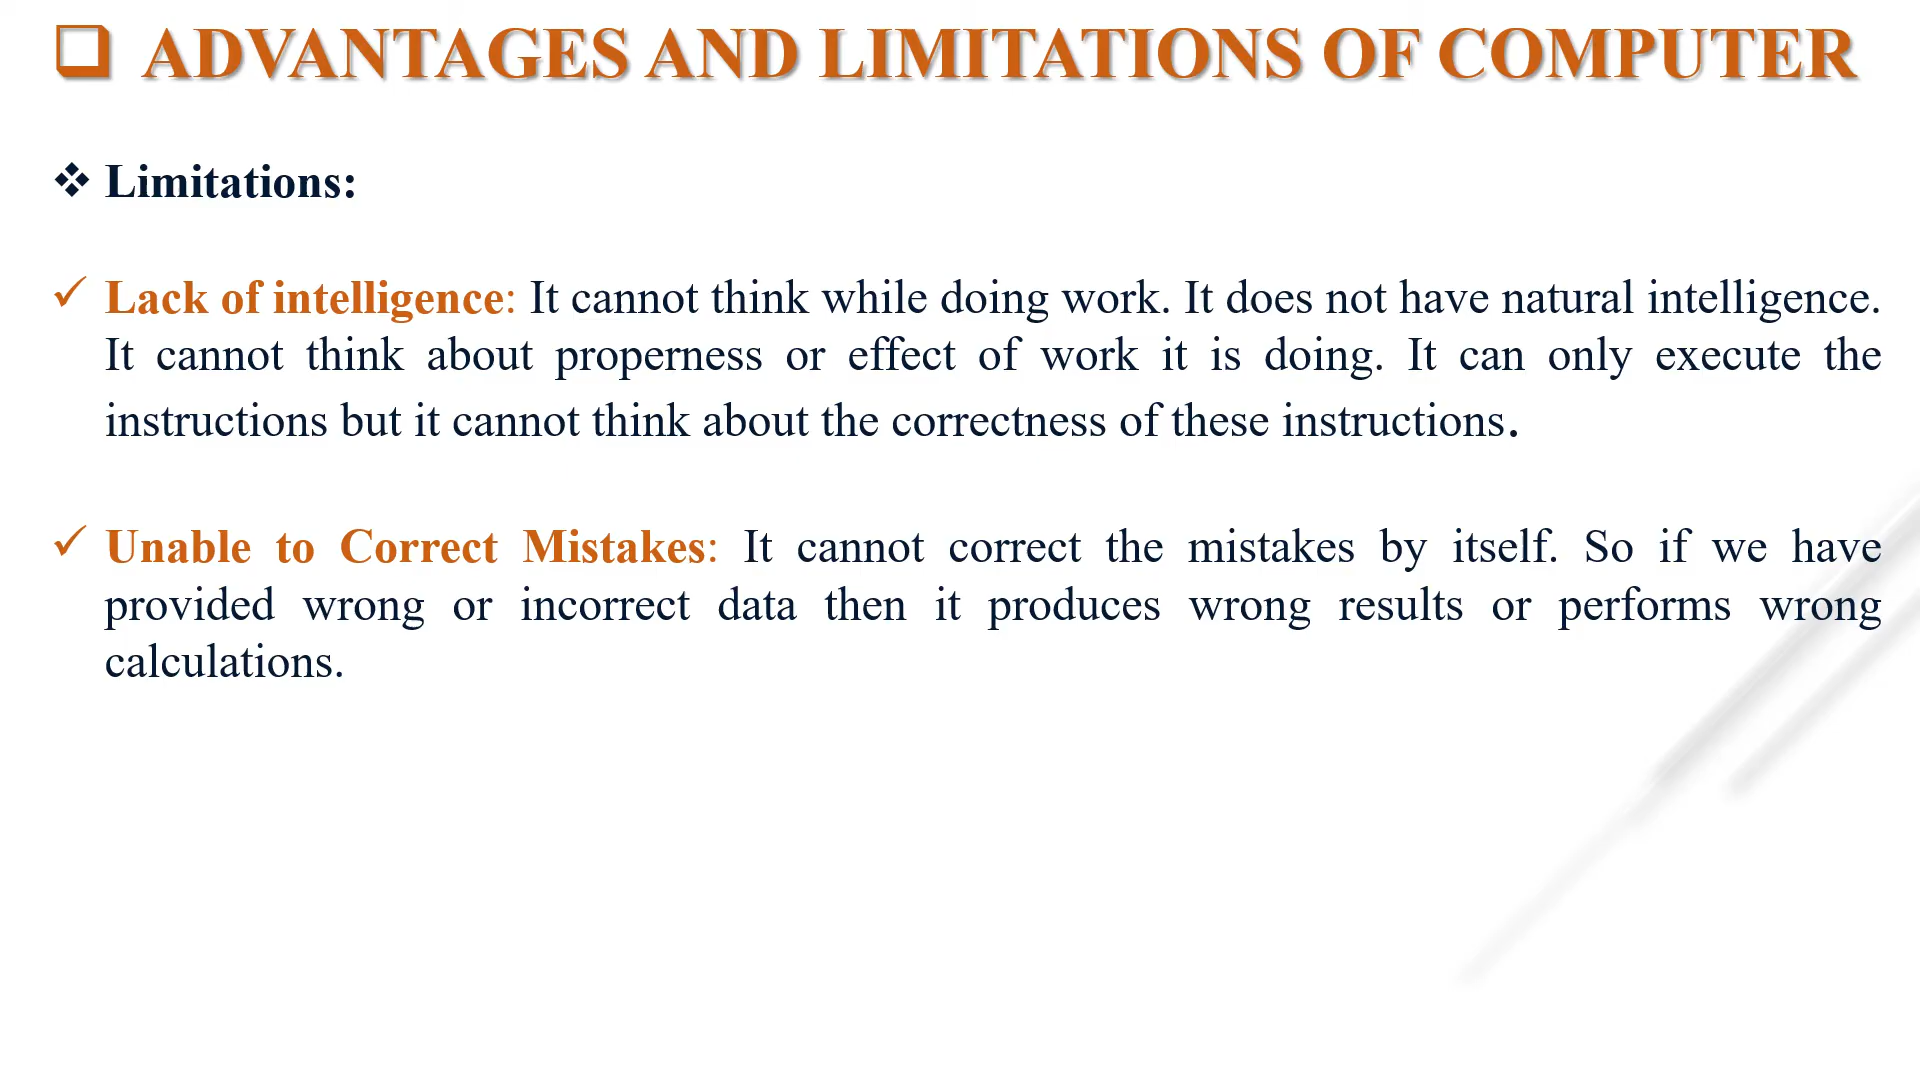 ❑ ADVANTAGES AND LIMITATIONS OF COMPUTER
❖ Limitations:
✓ Lack of intelligence: It cannot think while doing work. It does not have natural intelligence.
It cannot think about properness or effect of work it is doing. It can only execute the
instructions but it cannot think about the correctness of these instructions.
✓ Unable to Correct Mistakes: It cannot correct the mistakes by itself. So if we have
provided wrong or incorrect data then it produces wrong results or performs wrong
calculations.